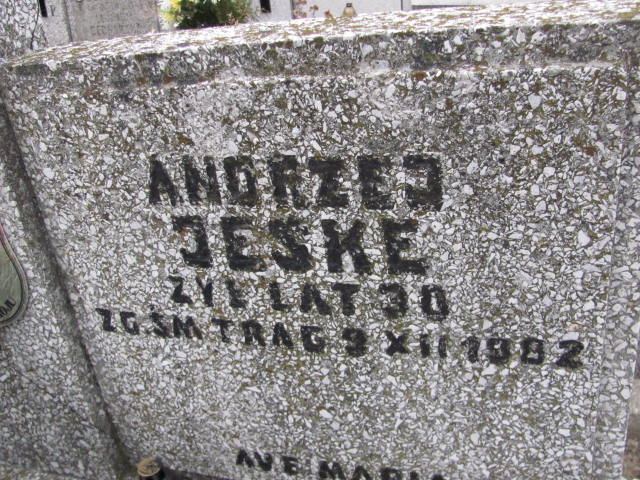 ANDRZEJ
JESKE
ŻYŁ LAT 30
ZG. ŚM. TRAG 9 XII 1982
AVE MARIA